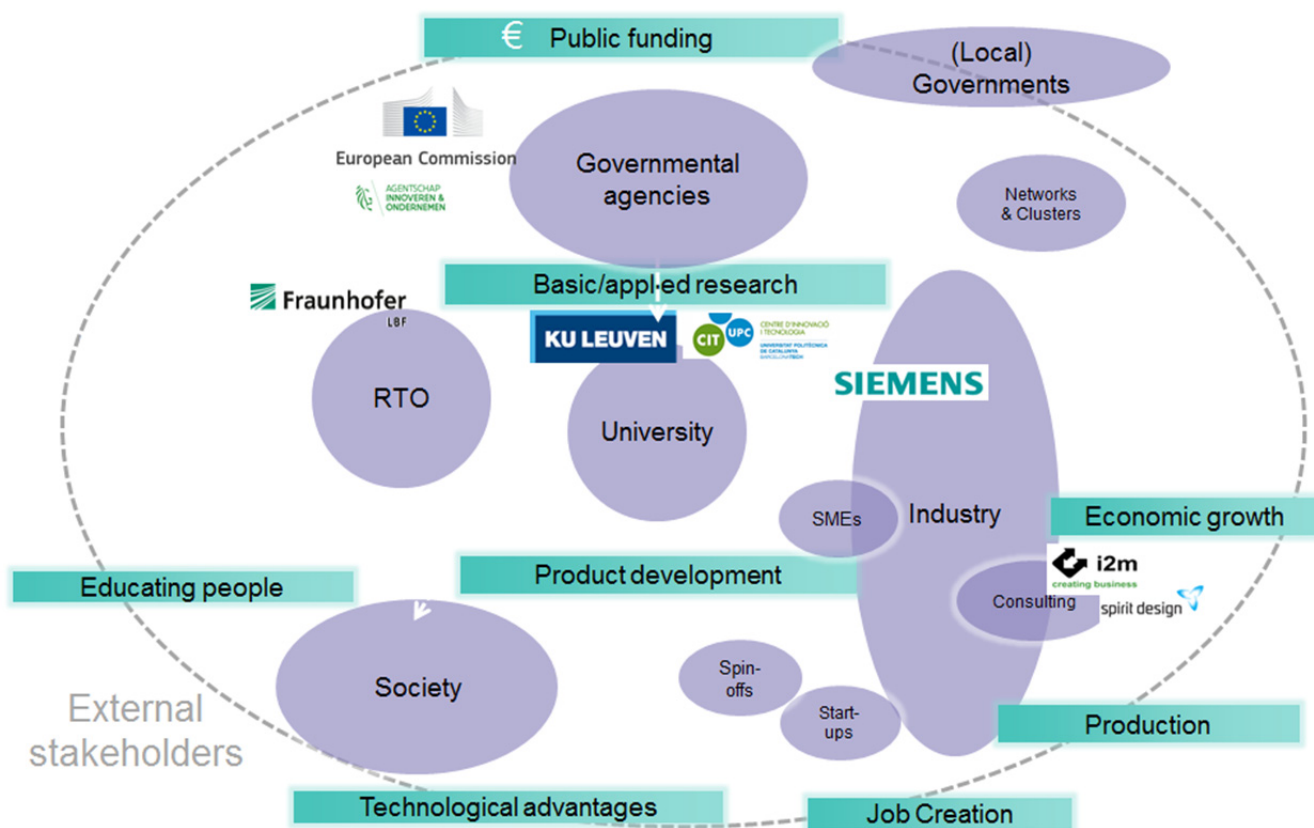 € Public funding
(Local)
Governments
European Commission
AGENTSCHAP
INNOVEREN &
ONDERNEMEN
Governmental
agencies
Networks
& Clusters
Basic/appl·ed research
Fraunhofer
LBF
KU LEUVEN
CIT
UPC
CENTRE D'INNOVACIÓ
I TECNOLOGIA
UNIVERSITAT POLITÈCNICA
DE CATALUNYA
BARCELONATECH
SIEMENS
RTO
University
SMEs
Industry
Economic growth
i2m
creating business
Consulting
spirit design
Educating people
Product development
Society
Spin-
offs
Start-
ups
External
stakeholders
Production
Technological advantages
Job Creation